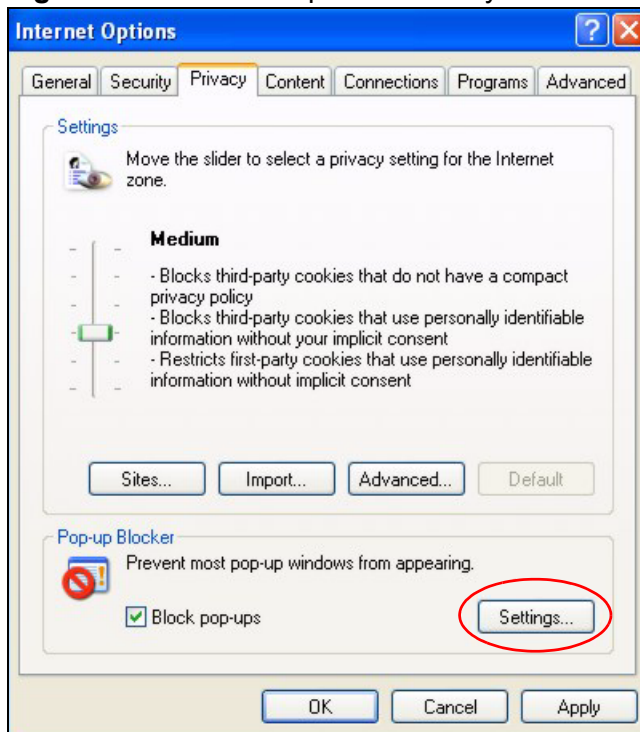 Internet Options
General Security Privacy Content Connections Programs Advanced
Settings
Move the slider to select a privacy setting for the Internet
zone.
Medium
- Blocks third-party cookies that do not have a compact
privacy policy
- Blocks third-party cookies that use personally identifiable
information without your implicit consent
- Restricts first-party cookies that use personally identifiable
information without implicit consent
Sites... Import... Advanced... Default
Pop-up Blocker
Prevent most pop-up windows from appearing.
Block pop-ups
Settings...
OK Cancel Apply